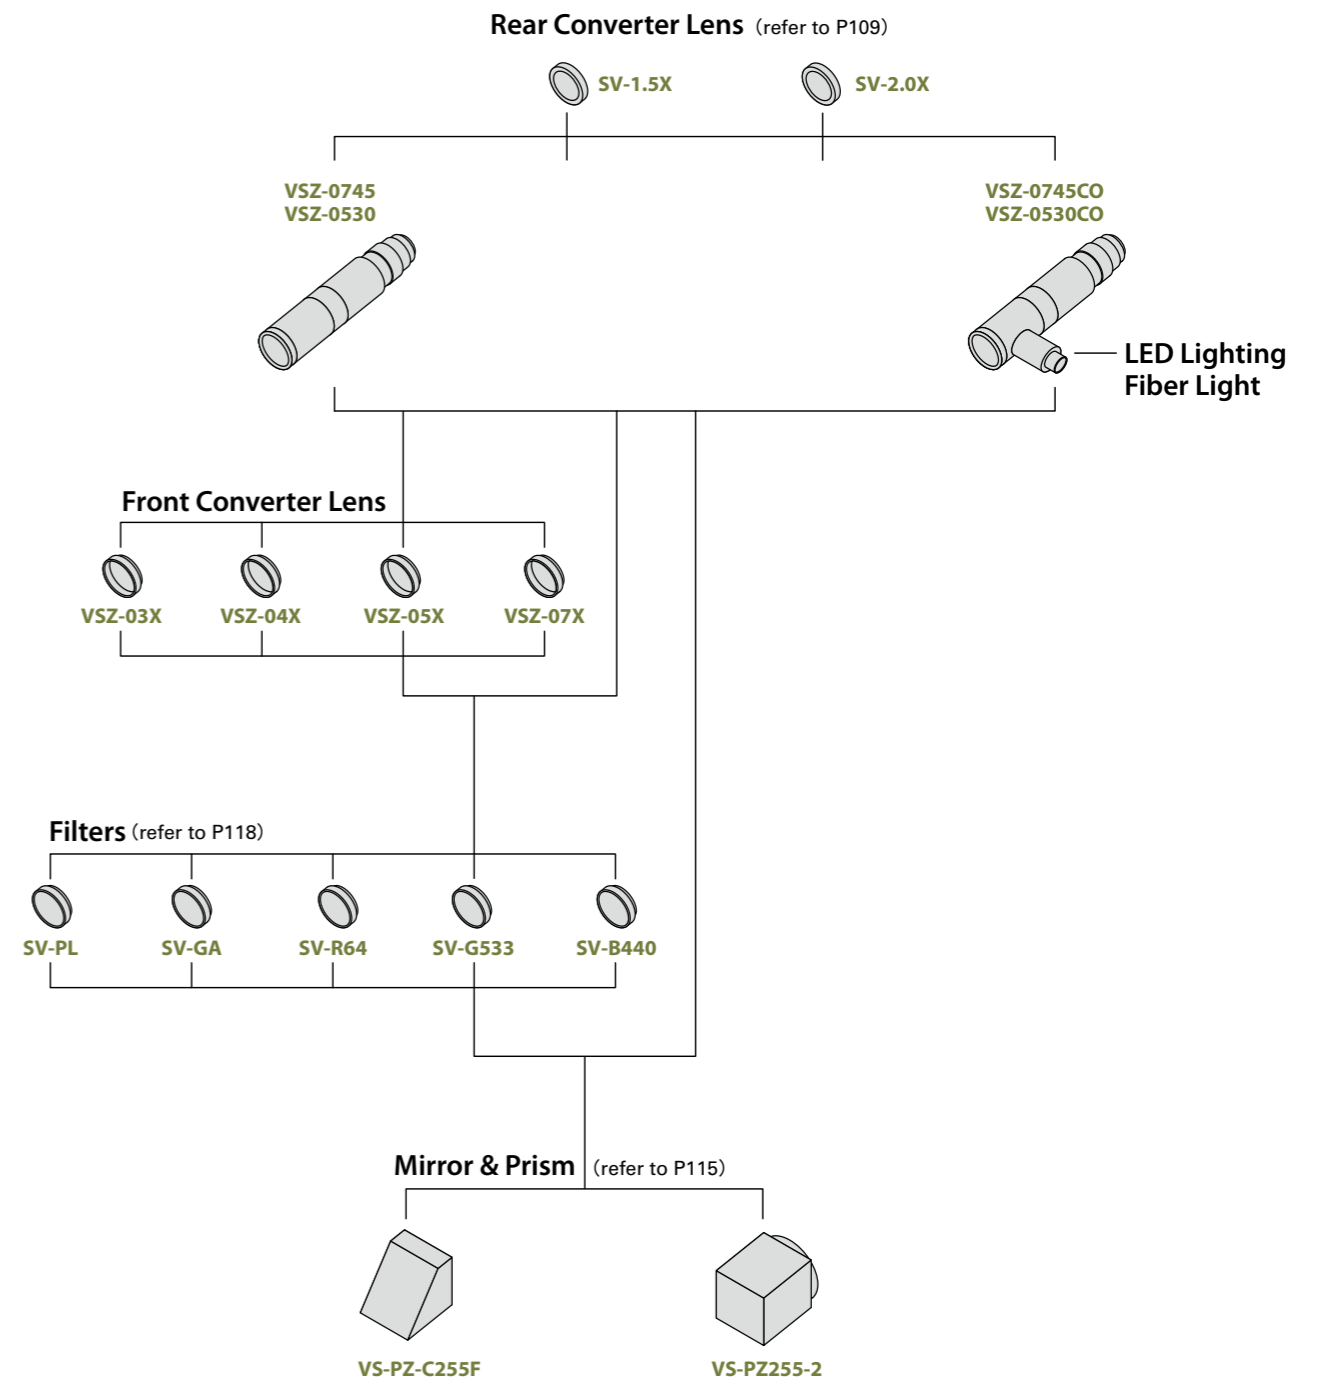 Rear Converter Lens (refer to P109)
SV-1.5X
SV-2.0X
VSZ-0745
VSZ-0530
VSZ-0745CO
VSZ-0530CO
LED Lighting
Fiber Light
Front Converter Lens
VSZ-03X
VSZ-04X
VSZ-05X
VSZ-07X
Filters (refer to P118)
SV-PL
SV-GA
SV-R64
SV-G533
SV-B440
Mirror & Prism (refer to P115)
VS-PZ-C255F
VS-PZ255-2